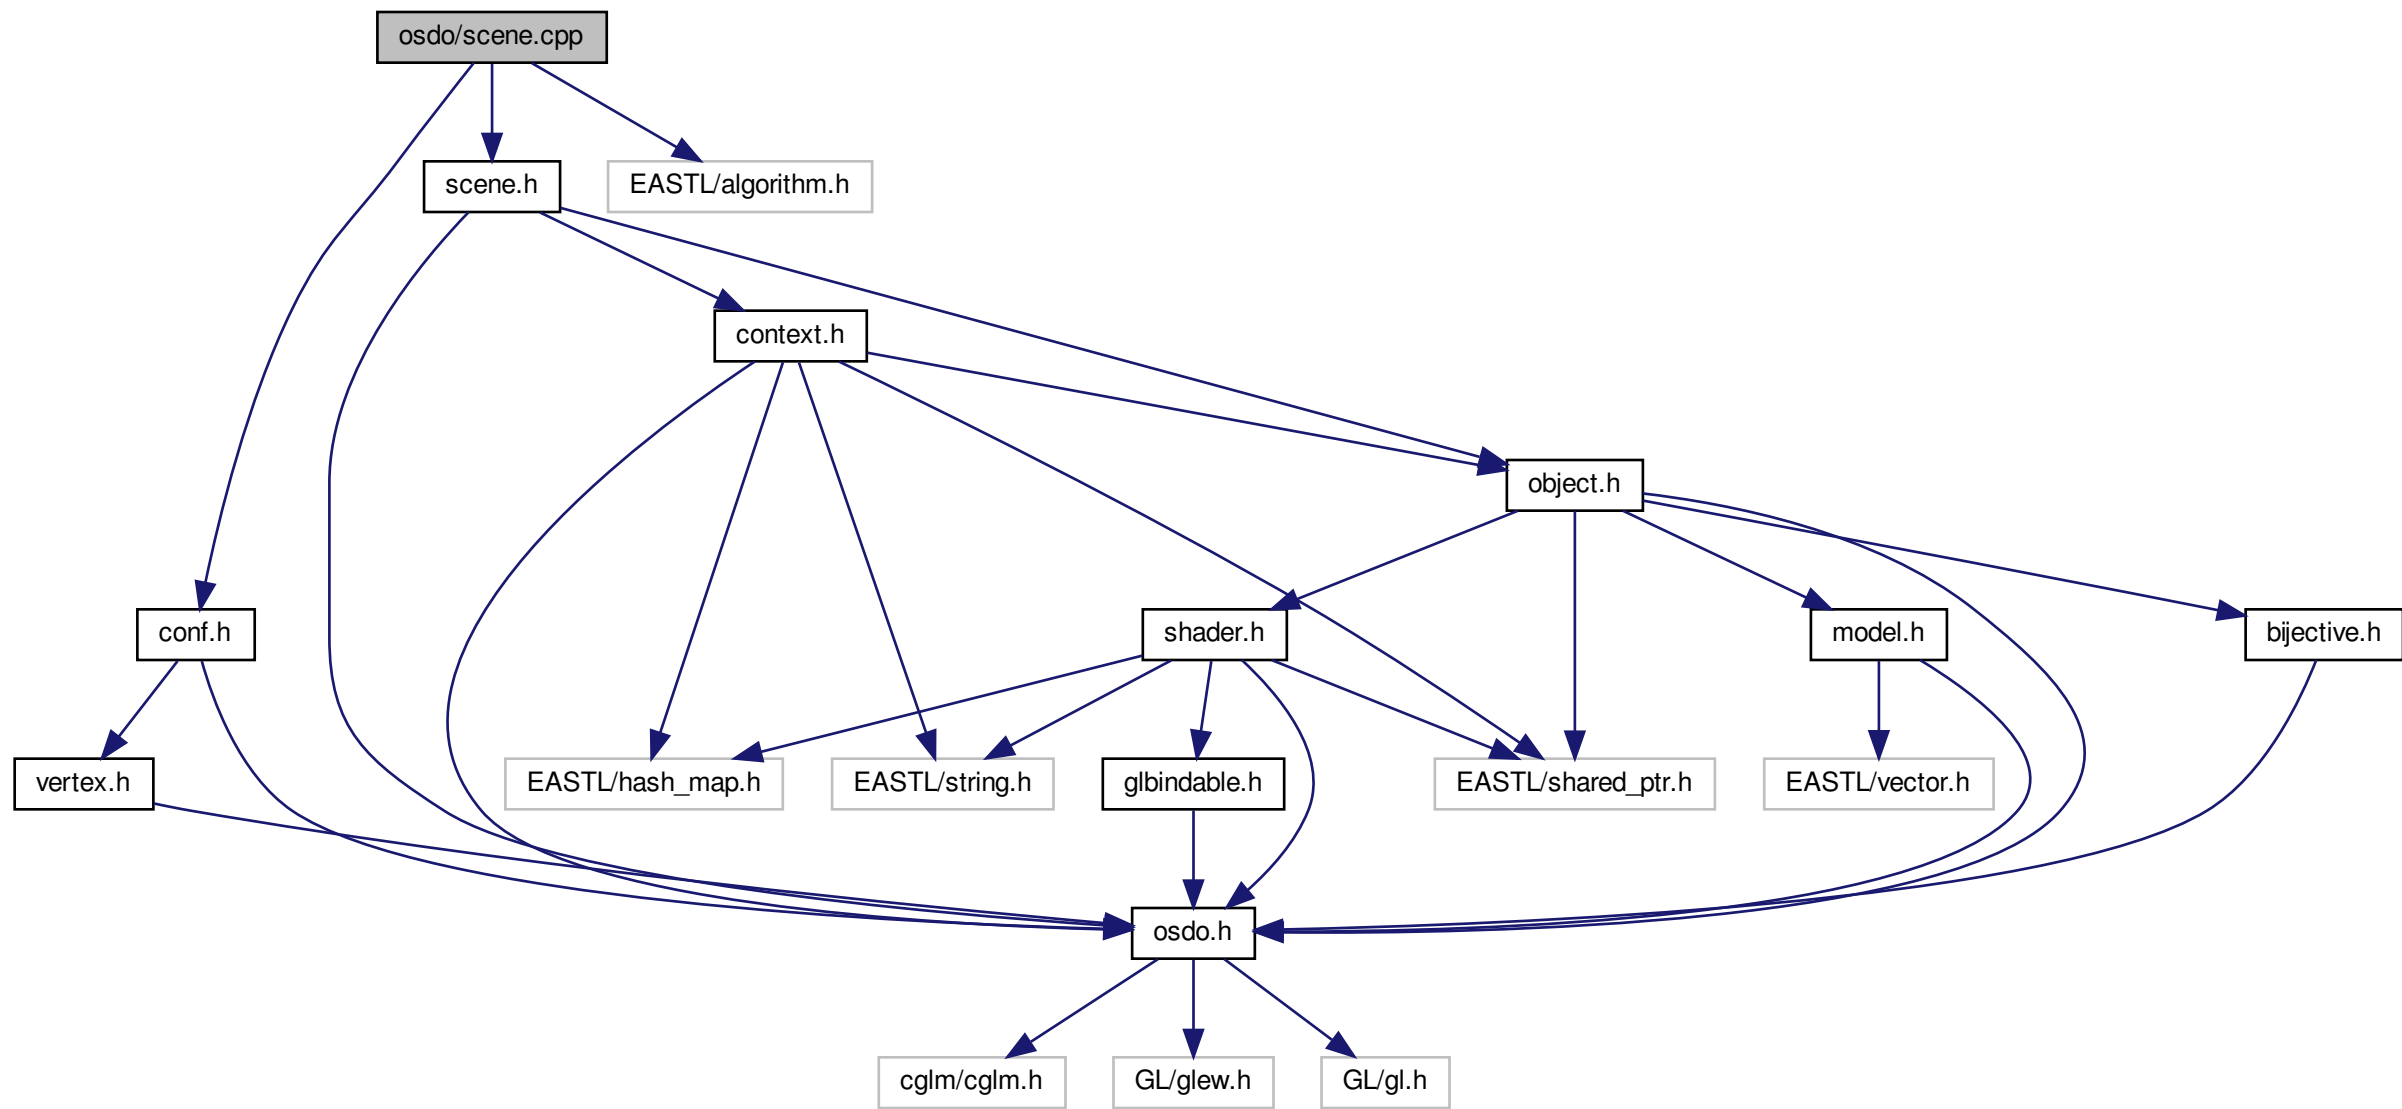 osdo/scene.cpp
scene.h
EASTL/algorithm.h
context.h
object.h
conf.h
shader.h
model.h
bijective.h
vertex.h
EASTL/hash_map.h
EASTL/string.h
glbindable.h
EASTL/shared_ptr.h
EASTL/vector.h
osdo.h
cglm/cglm.h
GL/glew.h
GL/gl.h